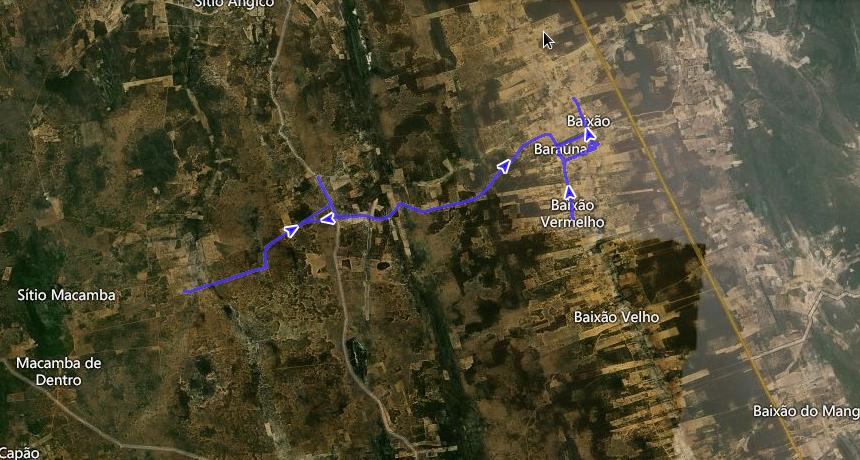 Sítio Angico
Baixão
Baraúna
Baixão
Vermelho
Sítio Macamba
Baixão Velho
Macamba de
Dentro
Baixão do Mang
Capão